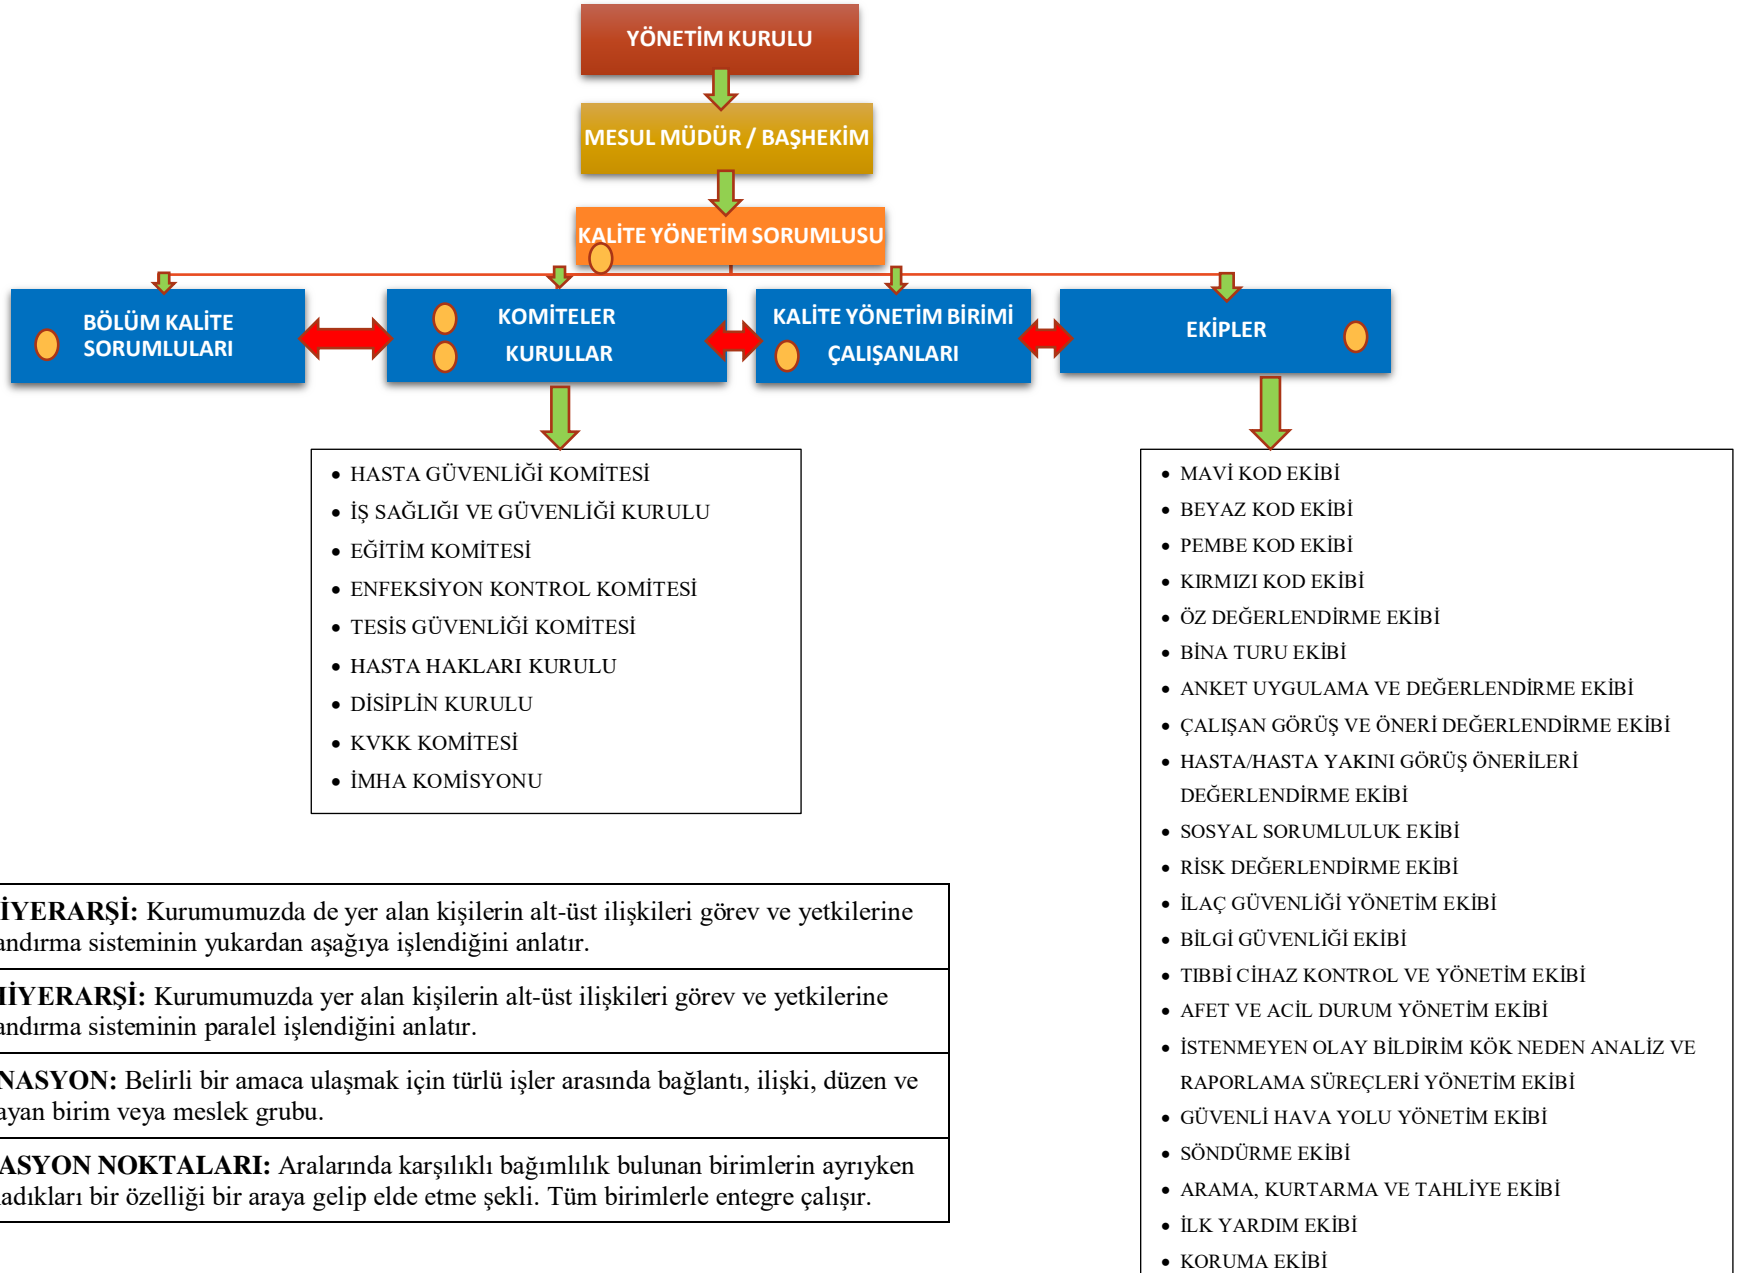 YÖNETİM KURULU
MESUL MÜDÜR / BAŞHEKİM
KALİTE YÖNETİM SORUMLUSU
BÖLÜM KALİTE
SORUMLULARI
KOMİTELER
KURULLAR
KALİTE YÖNETİM BİRİMİ
ÇALIŞANLARI
EKİPLER
• HASTA GÜVENLİĞİ KOMİTESİ
• İŞ SAĞLIĞI VE GÜVENLİĞİ KURULU
• EĞİTİM KOMİTESİ
• ENFEKSİYON KONTROL KOMİTESİ
• TESİS GÜVENLİĞİ KOMİTESİ
• HASTA HAKLARI KURULU
• DİSİPLİN KURULU
• KVKK KOMİTESİ
• İMHA KOMİSYONU
• MAVİ KOD EKİBİ
• BEYAZ KOD EKİBİ
• PEMBE KOD EKİBİ
• KIRMIZI KOD EKİBİ
• ÖZ DEĞERLENDİRME EKİBİ
• BİNA TURU EKİBİ
• ANKET UYGULAMA VE DEĞERLENDİRME EKİBİ
• ÇALIŞAN GÖRÜŞ VE ÖNERİ DEĞERLENDİRME EKİBİ
• HASTA/HASTA YAKINI GÖRÜŞ ÖNERİLERİ
DEĞERLENDİRME EKİBİ
• SOSYAL SORUMLULUK EKİBİ
• RİSK DEĞERLENDİRME EKİBİ
• İLAÇ GÜVENLİĞİ YÖNETİM EKİBİ
• BİLGİ GÜVENLİĞİ EKİBİ
• TIBBİ CİHAZ KONTROL VE YÖNETİM EKİBİ
• AFET VE ACİL DURUM YÖNETİM EKİBİ
• İSTENMEYEN OLAY BİLDİRİM KÖK NEDEN ANALİZ VE
RAPORLAMA SÜREÇLERİ YÖNETİM EKİBİ
• GÜVENLİ HAVA YOLU YÖNETİM EKİBİ
• SÖNDÜRME EKİBİ
• ARAMA, KURTARMA VE TAHLİYE EKİBİ
• İLK YARDIM EKİBİ
• KORUMA EKİBİ
İYERARŞİ: Kurumumuzda de yer alan kişilerin alt-üst ilişkileri görev ve yetkilerine
andırma sisteminin yukardan aşağıya işlendiğini anlatır.
HİYERARŞİ: Kurumumuzda yer alan kişilerin alt-üst ilişkileri görev ve yetkilerine
andırma sisteminin paralel işlendiğini anlatır.
NASYON: Belirli bir amaca ulaşmak için türlü işler arasında bağlantı, ilişki, düzen ve
ayan birim veya meslek grubu.
ASYON NOKTALARI: Aralarında karşılıklı bağımlılık bulunan birimlerin ayrıyken
adıkları bir özelliği bir araya gelip elde etme şekli. Tüm birimlerle entegre çalışır.